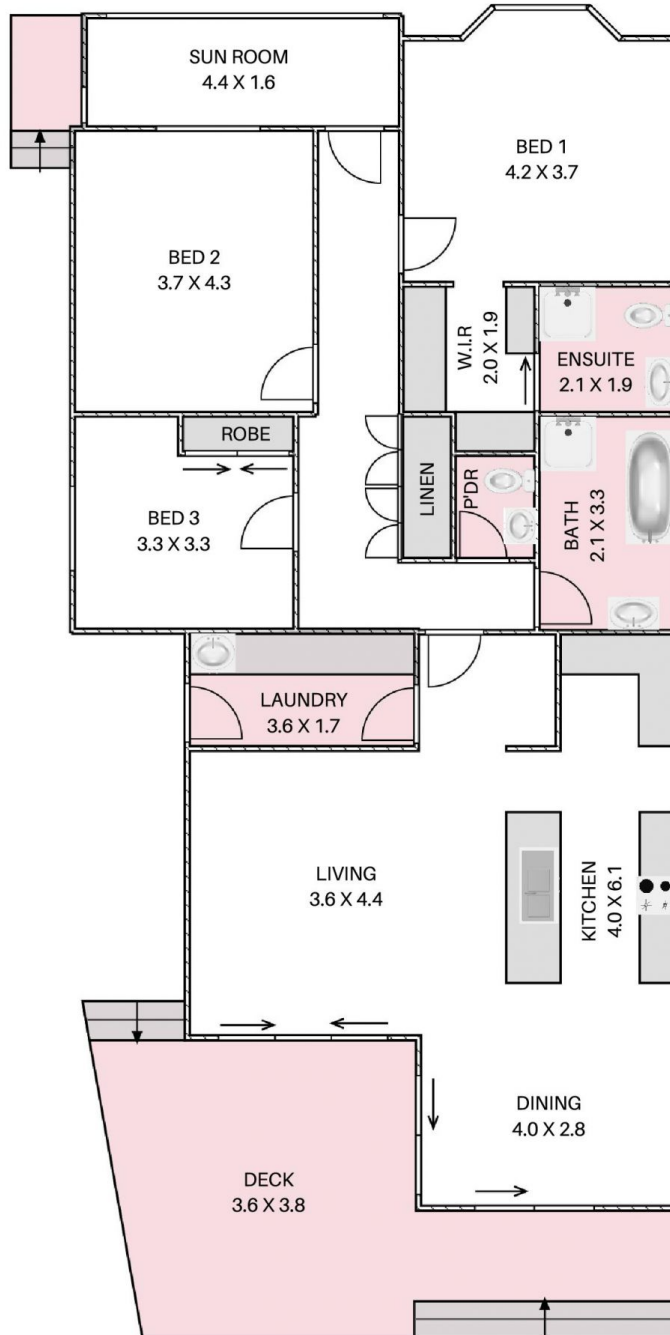 SUN ROOM
4.4 X 1.6
BED 1
4.2 X 3.7
BED 2
3.7 X 4.3
W.I.R
2.0 X 1.9
ENSUITE
2.1 X 1.9
ROBE
BED 3
3.3 X 3.3
LINEN
P'DR
BATH
2.1 X 3.3
LAUNDRY
3.6 X 1.7
LIVING
3.6 X 4.4
KITCHEN
4.0 X 6.1
DINING
4.0 X 2.8
DECK
3.6 X 3.8